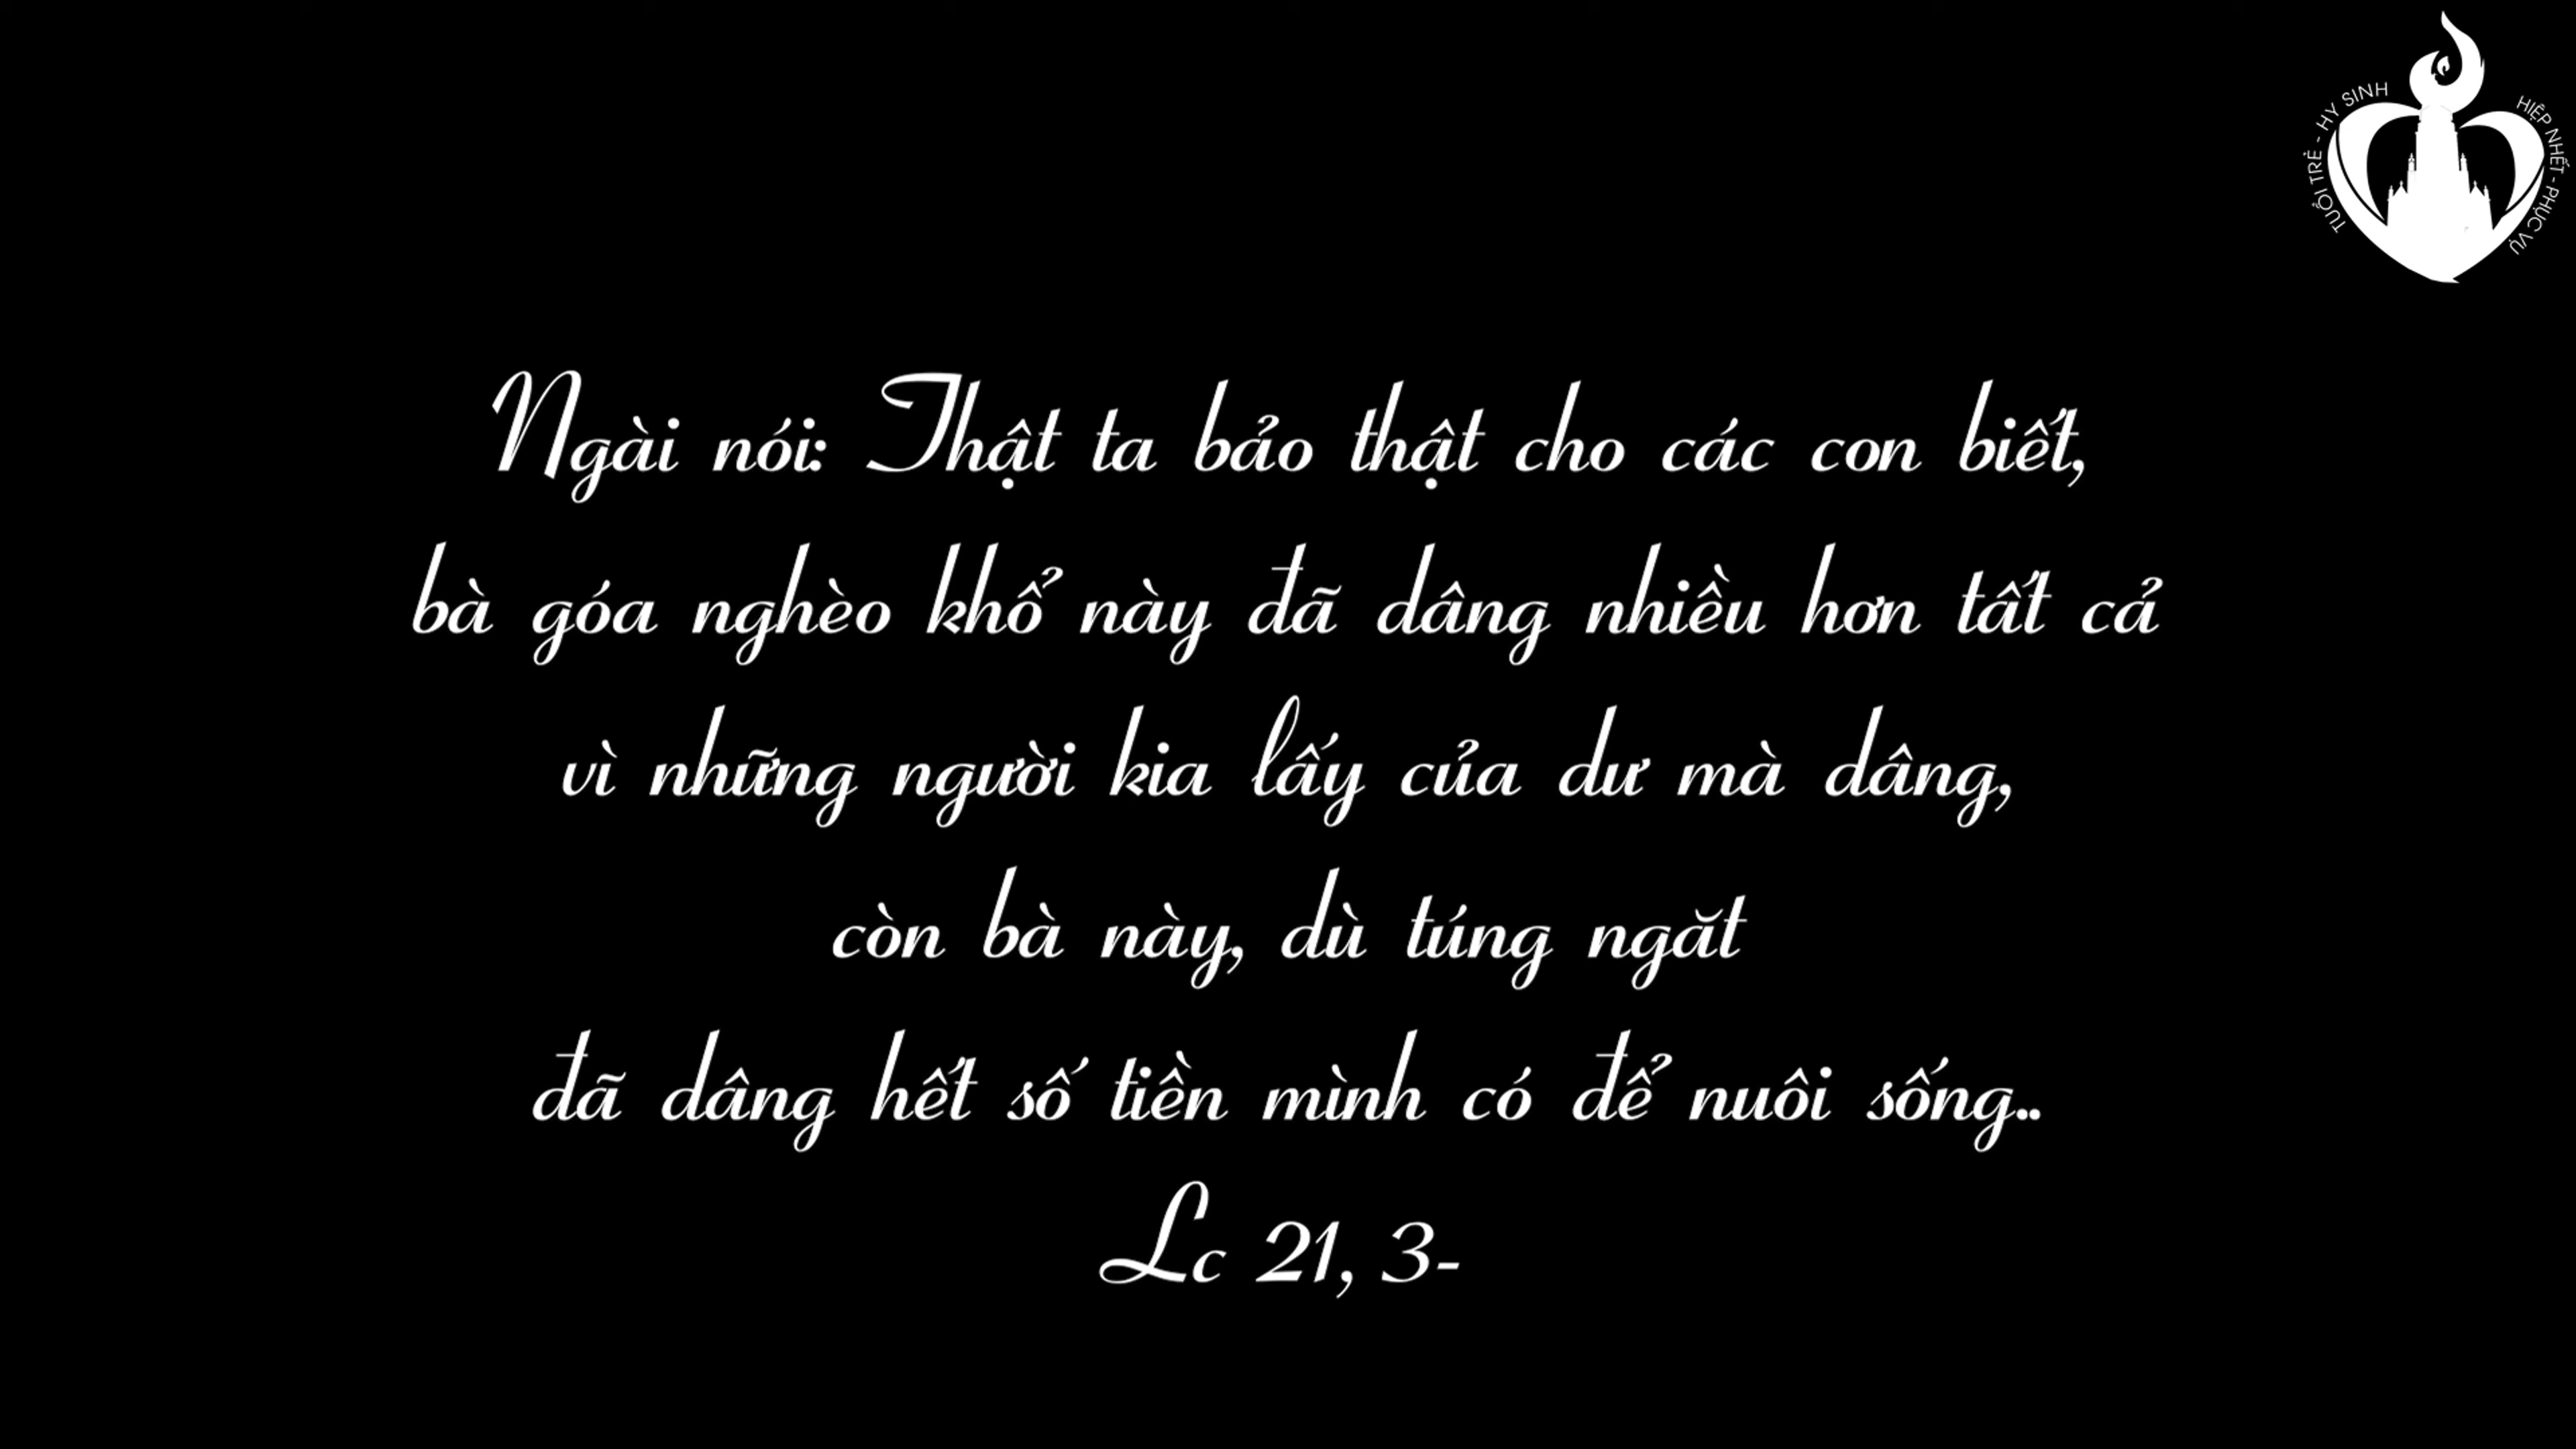 TUỔI TRẺ - HY SINH
HIỆP NHẤT - PHỤC VỤ
Ngài nói: Thật ta bảo thật cho các con biết,
bà góa nghèo khổ này đã dâng nhiều hơn tất cả
vì những người kia lấy của dư mà dâng,
còn bà này, dù túng ngăt
đã dâng hết số tiền mình có để nuôi sống..
Lc 21, 3-